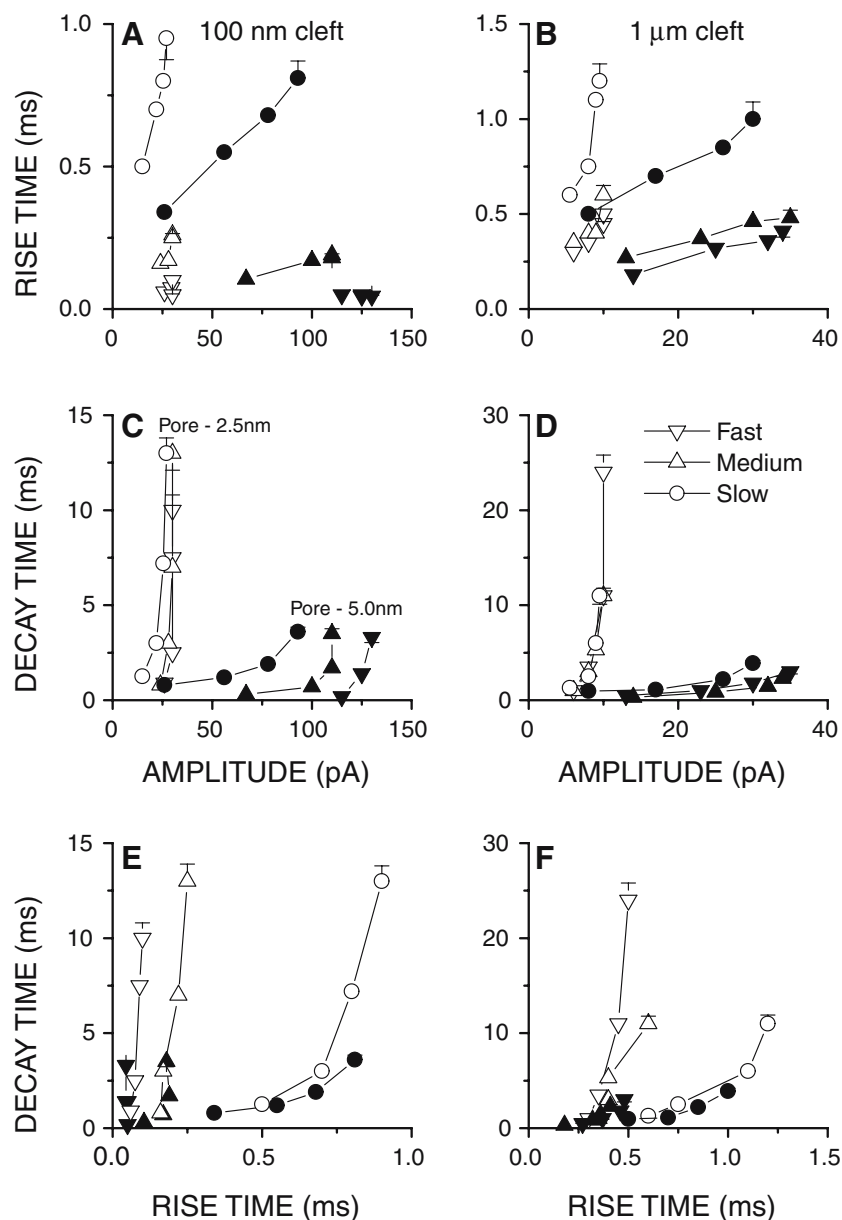 A 100 nm cleft
B 1 μm cleft
RISE TIME (ms)
1.0
0.5
0.0
0 50 100 150
1.5
1.0
0.5
0.0
0 20 40
C Pore - 2.5nm
Pore - 5.0nm
DECAY TIME (ms)
15
10
5
0
0 50 100 150
AMPLITUDE (pA)
D
Fast
Medium
Slow
30
20
10
0
0 20 40
AMPLITUDE (pA)
E
DECAY TIME (ms)
15
10
5
0
0.0 0.5 1.0
RISE TIME (ms)
F
30
20
10
0
0.0 0.5 1.0 1.5
RISE TIME (ms)